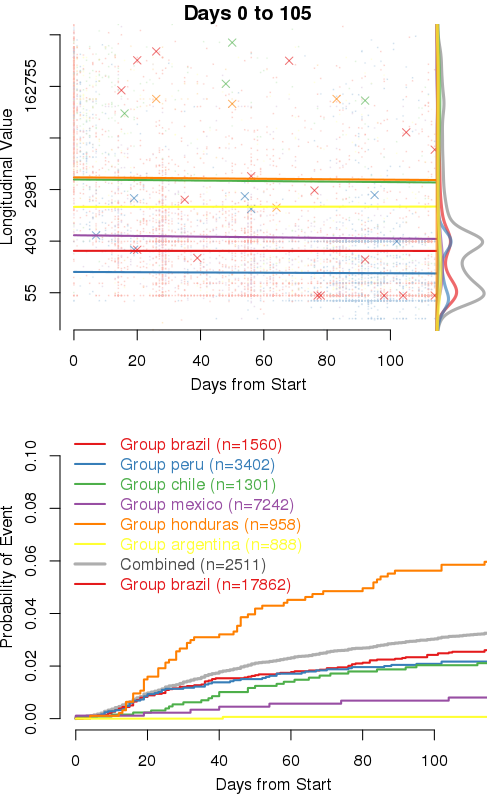 Days 0 to 105
Longitudinal Value
162755
2981
403
55
0 20 40 60 80 100
Days from Start
Probability of Event
0.10
0.08
0.06
0.04
0.02
0.00
Group brazil (n=1560)
Group peru (n=3402)
Group chile (n=1301)
Group mexico (n=7242)
Group honduras (n=958)
Group argentina (n=888)
Combined (n=2511)
Group brazil (n=17862)
0 20 40 60 80 100
Days from Start